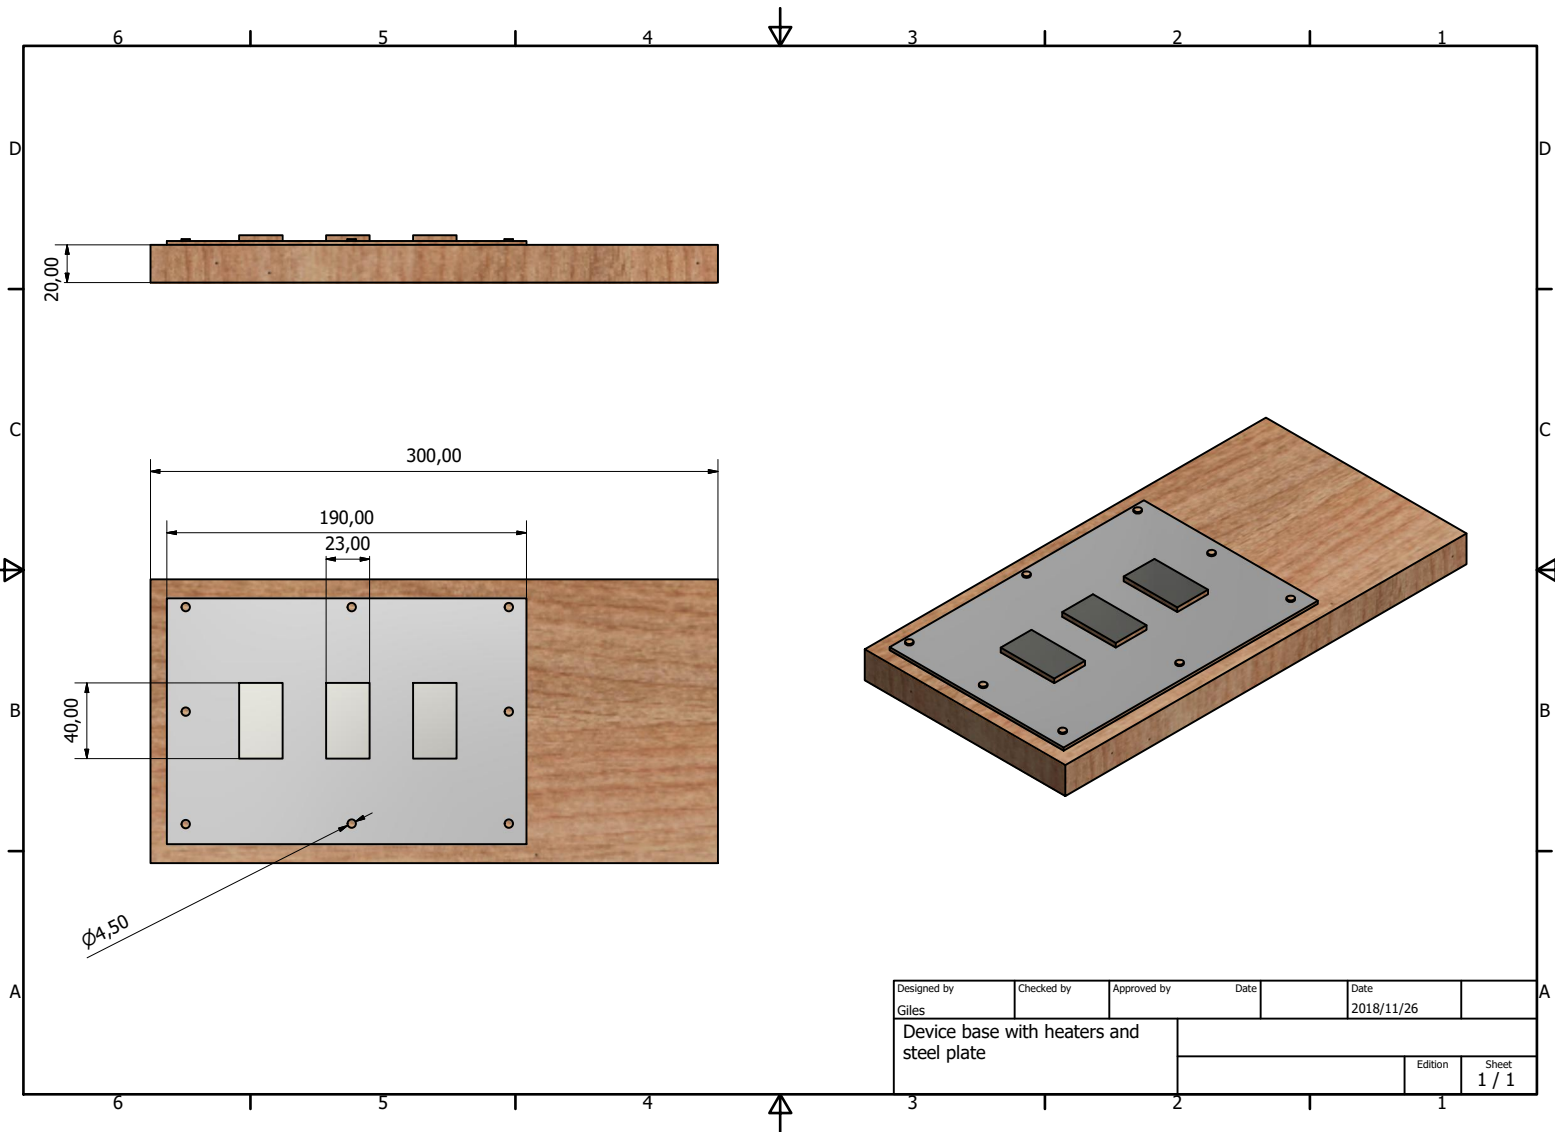 6 5 4 3 2 1
D D
20,00
C C
300,00
190,00
23,00
40,00
B B
Ø4,50
A A
Designed by Checked by Approved by Date Date
Giles 2018/11/26
Device base with heaters and
steel plate
Edition Sheet
1 / 1
6 5 4 3 2 1